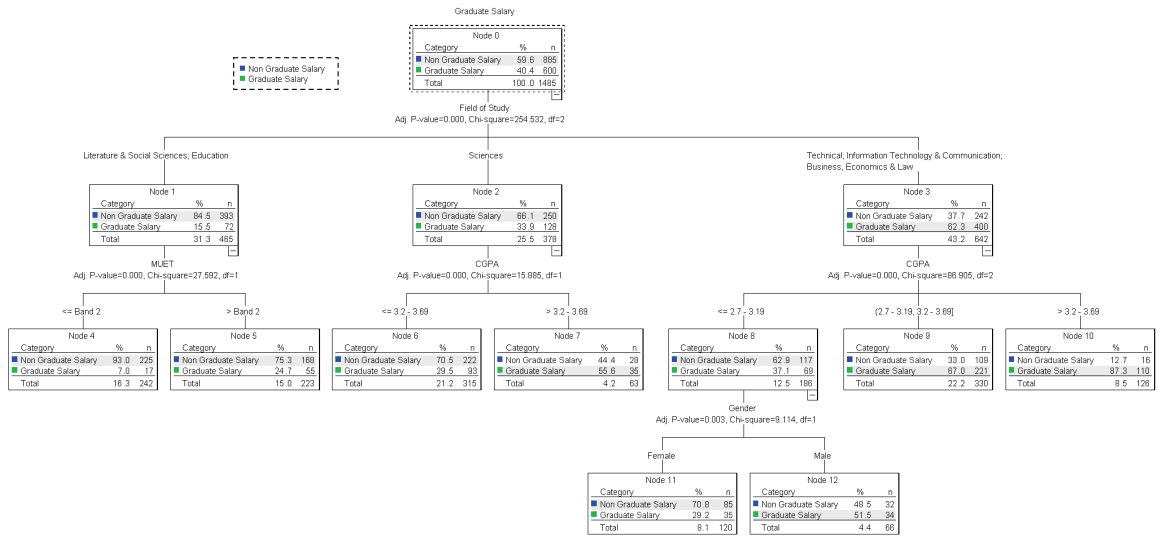 Graduate Salary
Non Graduate Salary
Graduate Salary
Node 0
Category % n
Non Graduate Salary 59.6 885
Graduate Salary 40.4 600
Total 100.0 1485
Field of Study
Adj. P-value=0.000, Chi-square=254.532, df=2
Literature & Social Sciences; Education
Sciences
Technical; Information Technology & Communication;
Business, Economics & Law
Node 1
Category % n
Non Graduate Salary 84.5 393
Graduate Salary 15.5 72
Total 31.3 465
Node 2
Category % n
Non Graduate Salary 66.1 250
Graduate Salary 33.9 128
Total 25.5 378
Node 3
Category % n
Non Graduate Salary 37.7 242
Graduate Salary 62.3 400
Total 43.2 642
MUET
Adj. P-value=0.000, Chi-square=27.592, df=1
CGPA
Adj. P-value=0.000, Chi-square=15.885, df=1
CGPA
Adj. P-value=0.000, Chi-square=86.905, df=2
<= Band 2
> Band 2
<= 3.2 - 3.69
> 3.2 - 3.69
<= 2.7 - 3.19
(2.7 - 3.19, 3.2 - 3.69]
> 3.2 - 3.69
Node 4
Category % n
Non Graduate Salary 93.0 225
Graduate Salary 7.0 17
Total 16.3 242
Node 5
Category % n
Non Graduate Salary 75.3 168
Graduate Salary 24.7 55
Total 15.0 223
Node 6
Category % n
Non Graduate Salary 70.5 222
Graduate Salary 29.5 93
Total 21.2 315
Node 7
Category % n
Non Graduate Salary 44.4 28
Graduate Salary 55.6 35
Total 4.2 63
Node 8
Category % n
Non Graduate Salary 62.9 117
Graduate Salary 37.1 69
Total 12.5 186
Node 9
Category % n
Non Graduate Salary 33.0 109
Graduate Salary 67.0 221
Total 22.2 330
Node 10
Category % n
Non Graduate Salary 12.7 16
Graduate Salary 87.3 110
Total 8.5 126
Gender
Adj. P-value=0.003, Chi-square=9.114, df=1
Female
Male
Node 11
Category % n
Non Graduate Salary 70.8 85
Graduate Salary 29.2 35
Total 8.1 120
Node 12
Category % n
Non Graduate Salary 48.5 32
Graduate Salary 51.5 34
Total 4.4 66